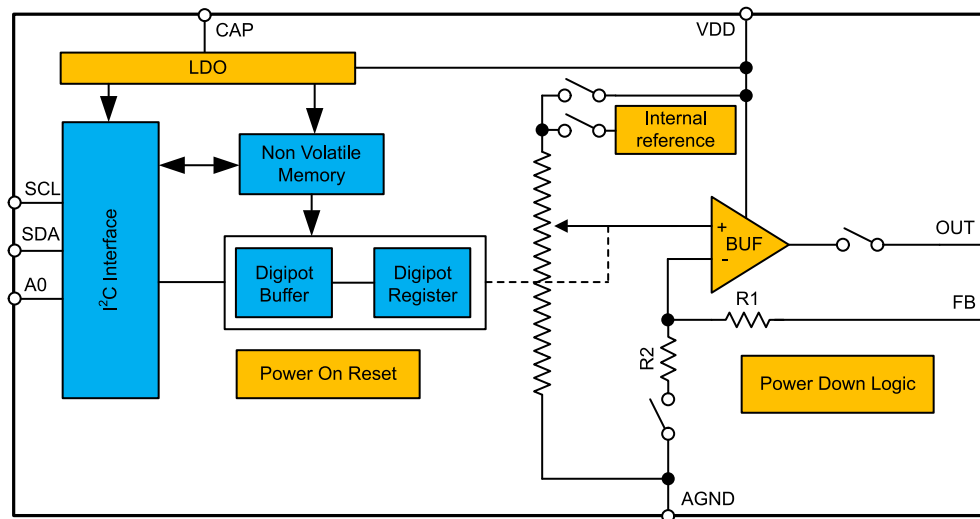 CAP
VDD
LDO
Internal
reference
Non Volatile
Memory
SCL
SDA
A0
I²C Interface
+
BUF
-
OUT
Digipot
Buffer
Digipot
Register
R1
FB
R2
Power On Reset
Power Down Logic
AGND